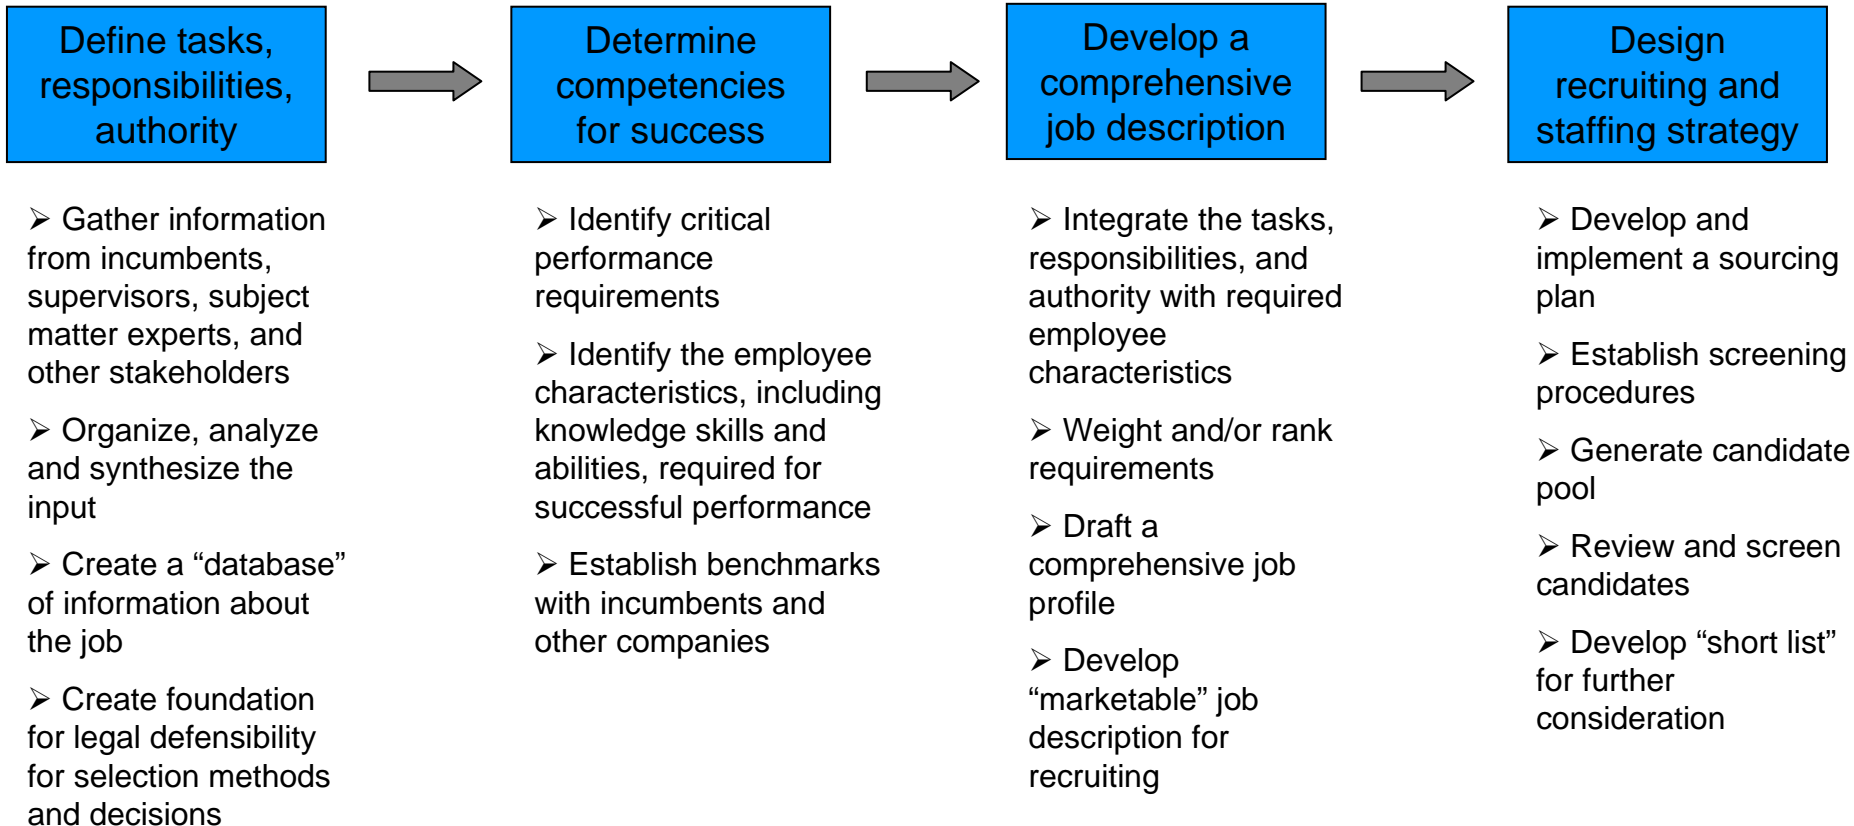 Define tasks,
responsibilities,
authority
Determine
competencies
for success
Develop a
comprehensive
job description
Design
recruiting and
staffing strategy
➢ Gather information
from incumbents,
supervisors, subject
matter experts, and
other stakeholders
➢ Organize, analyze
and synthesize the
input
➢ Create a “database”
of information about
the job
➢ Create foundation
for legal defensibility
for selection methods
and decisions
➢ Identify critical
performance
requirements
➢ Identify the employee
characteristics, including
knowledge skills and
abilities, required for
successful performance
➢ Establish benchmarks
with incumbents and
other companies
➢ Integrate the tasks,
responsibilities, and
authority with required
employee
characteristics
➢ Weight and/or rank
requirements
➢ Draft a
comprehensive job
profile
➢ Develop
“marketable” job
description for
recruiting
➢ Develop and
implement a sourcing
plan
➢ Establish screening
procedures
➢ Generate candidate
pool
➢ Review and screen
candidates
➢ Develop “short list”
for further
consideration